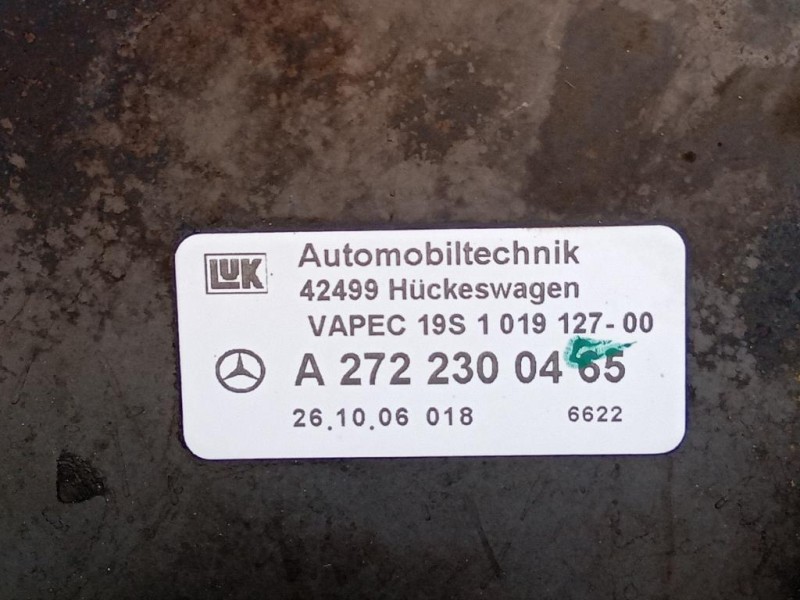 LUK Automobiltechnik
42499 Hückeswagen
VAPEC 19S 1 019 127-00
A 272 230 04 65
26.10.06 018 6622